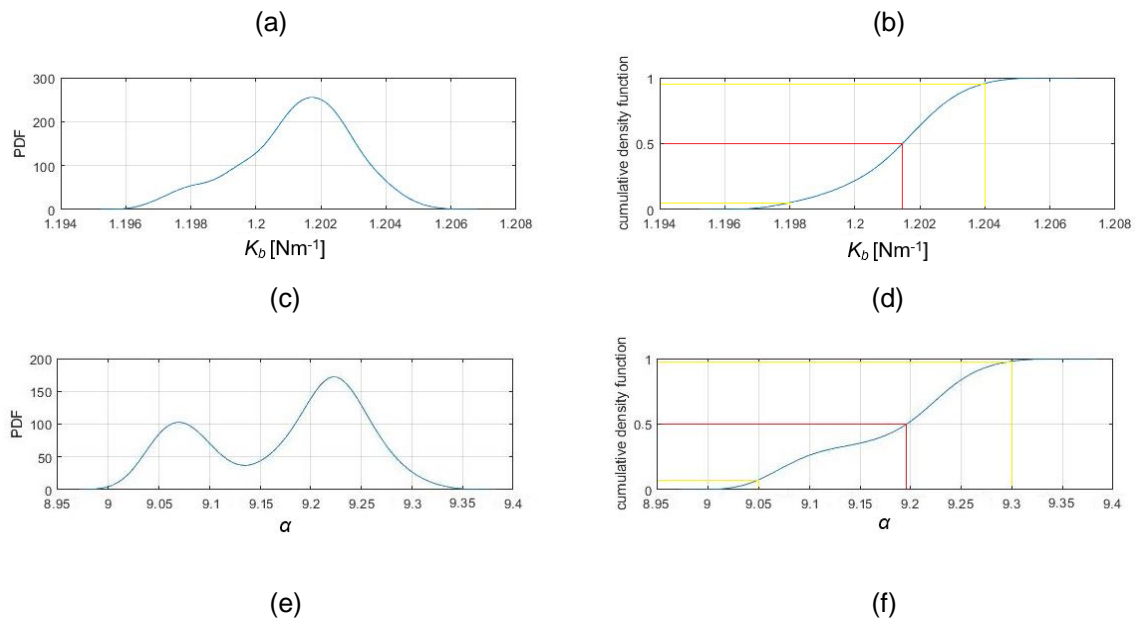 (a) (b)
300
200
100
0
PDF
1.194 1.196 1.198 1.2 1.202 1.204 1.206 1.208
K_b [Nm⁻¹]
1
0.5
0
cumulative density function
1.194 1.196 1.198 1.2 1.202 1.204 1.206 1.208
K_b [Nm⁻¹]
(c) (d)
200
150
100
50
0
PDF
8.95 9 9.05 9.1 9.15 9.2 9.25 9.3 9.35 9.4
α
1
0.5
0
cumulative density function
8.95 9 9.05 9.1 9.15 9.2 9.25 9.3 9.35 9.4
α
(e) (f)